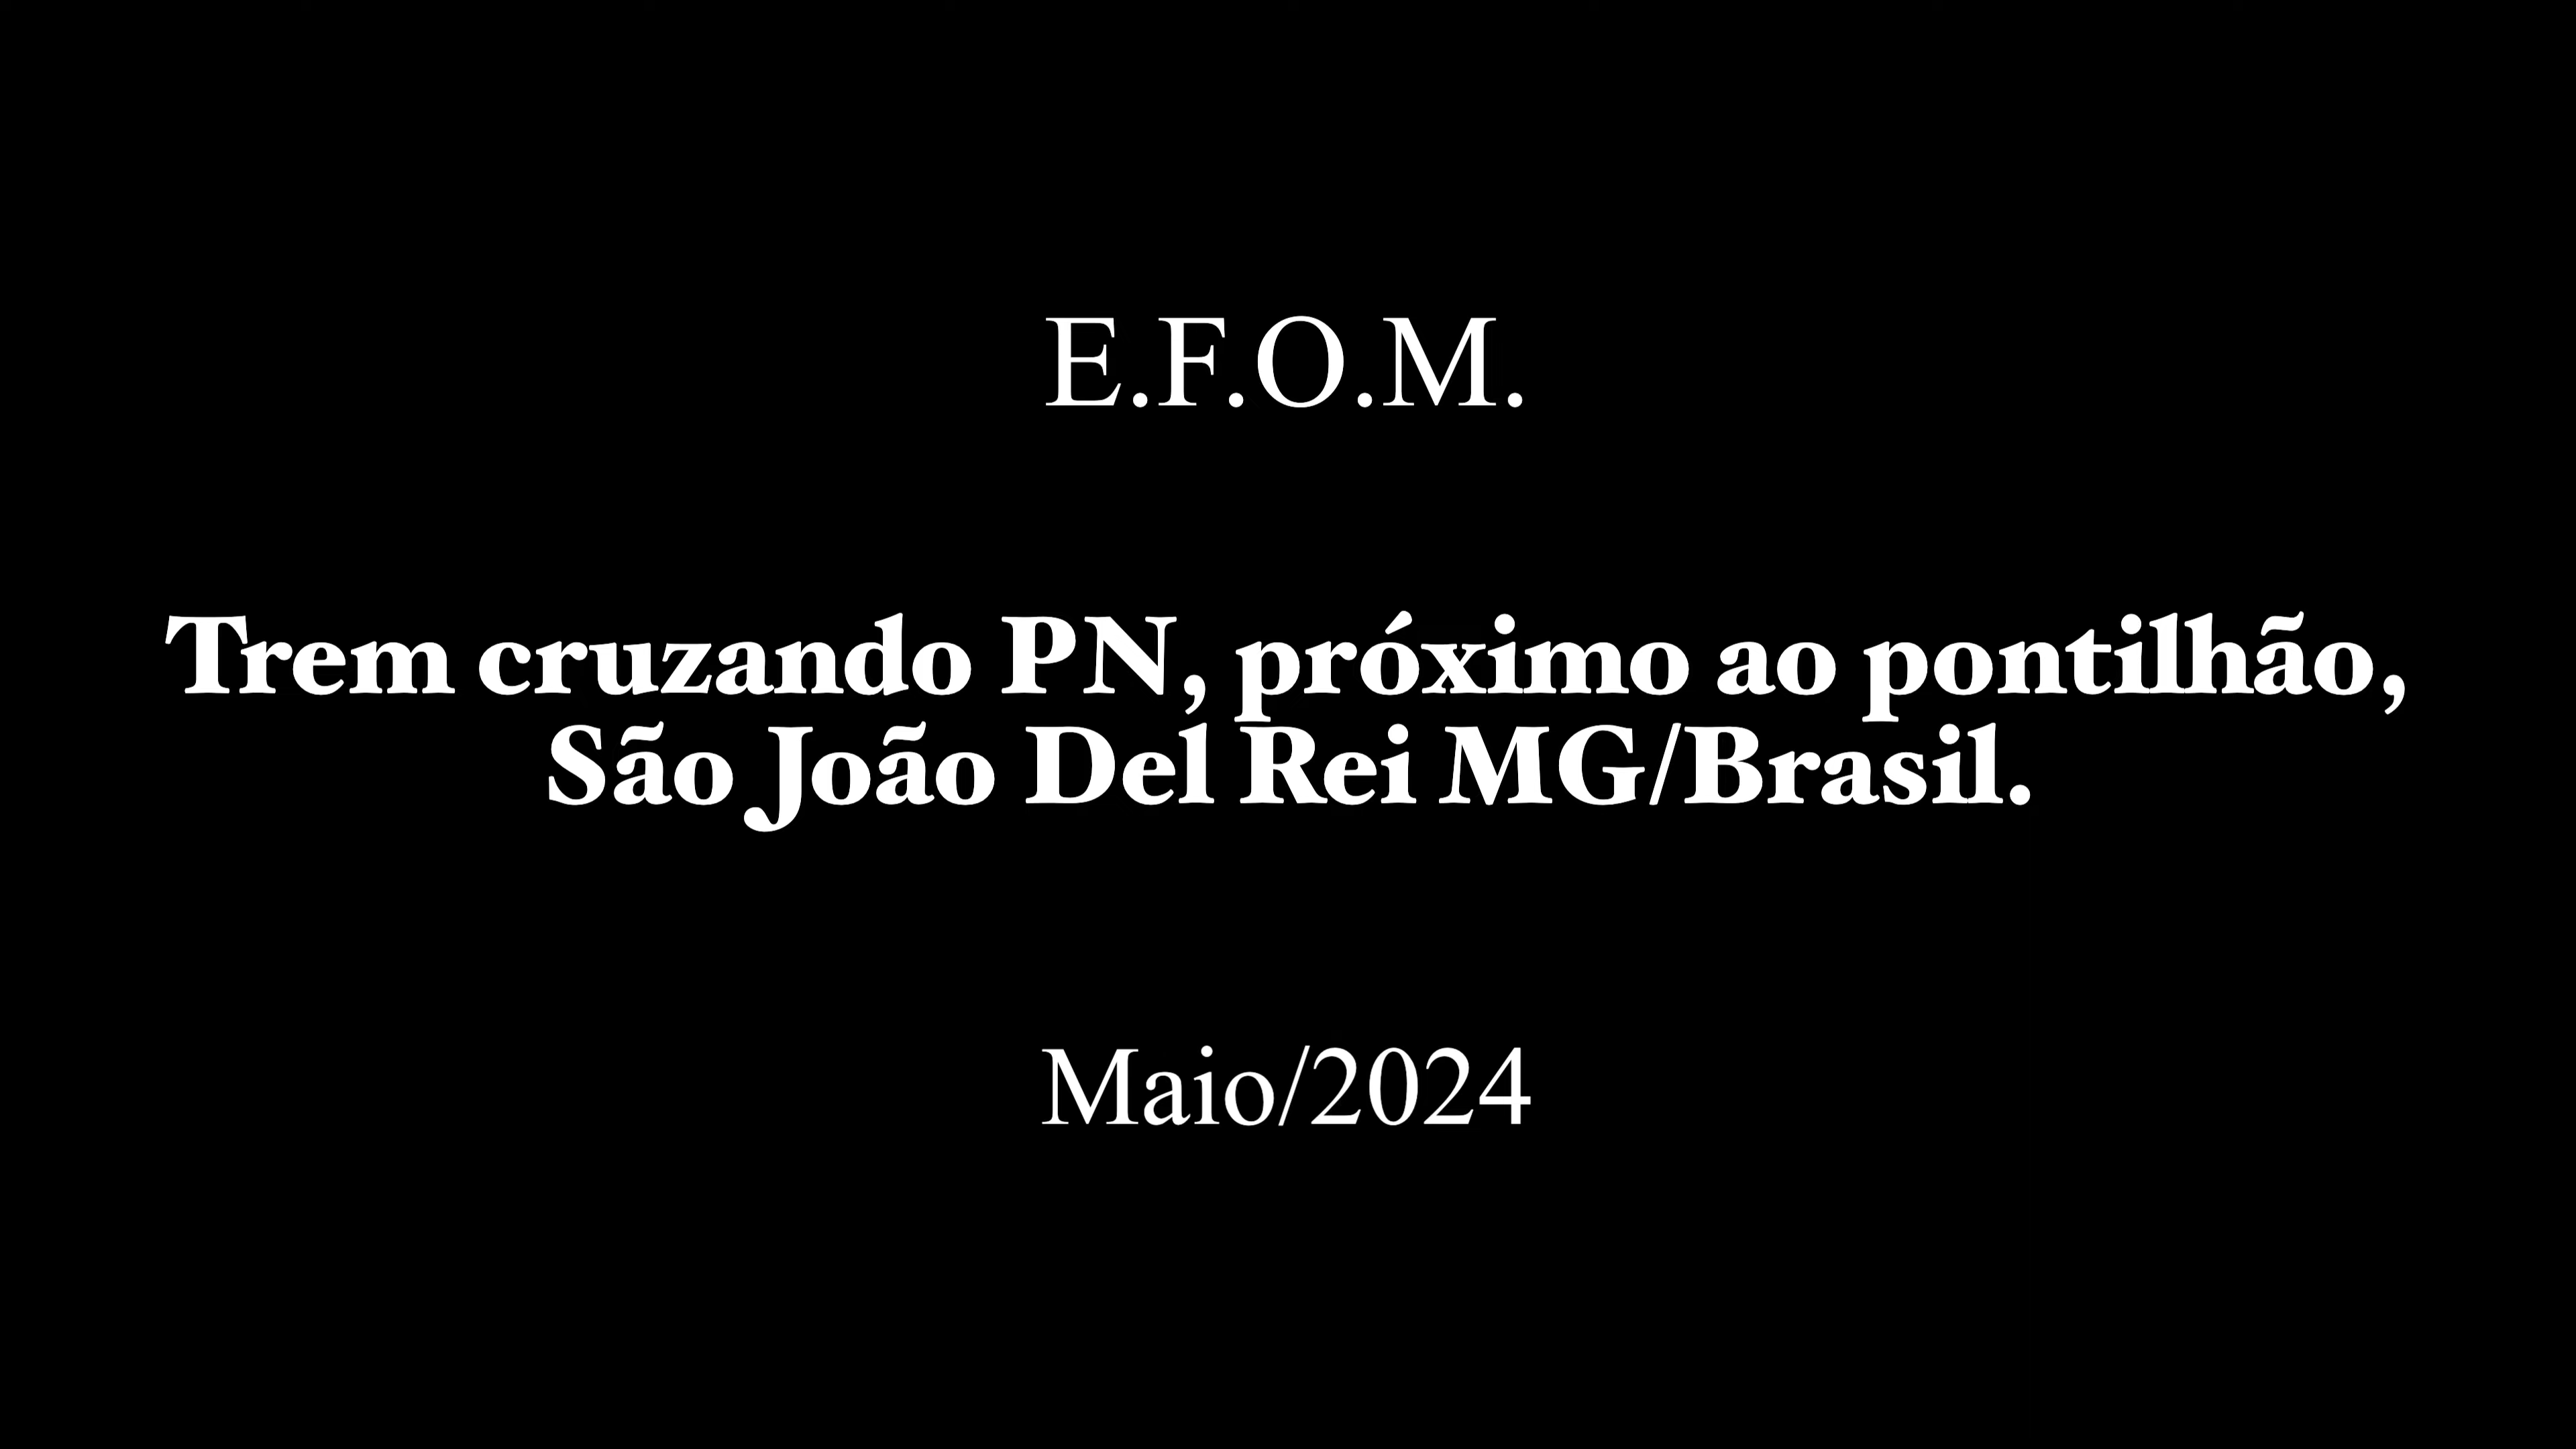 E.F.O.M.
Trem cruzando PN, próximo ao pontilhão,
São João Del Rei MG/Brasil.
Maio/2024